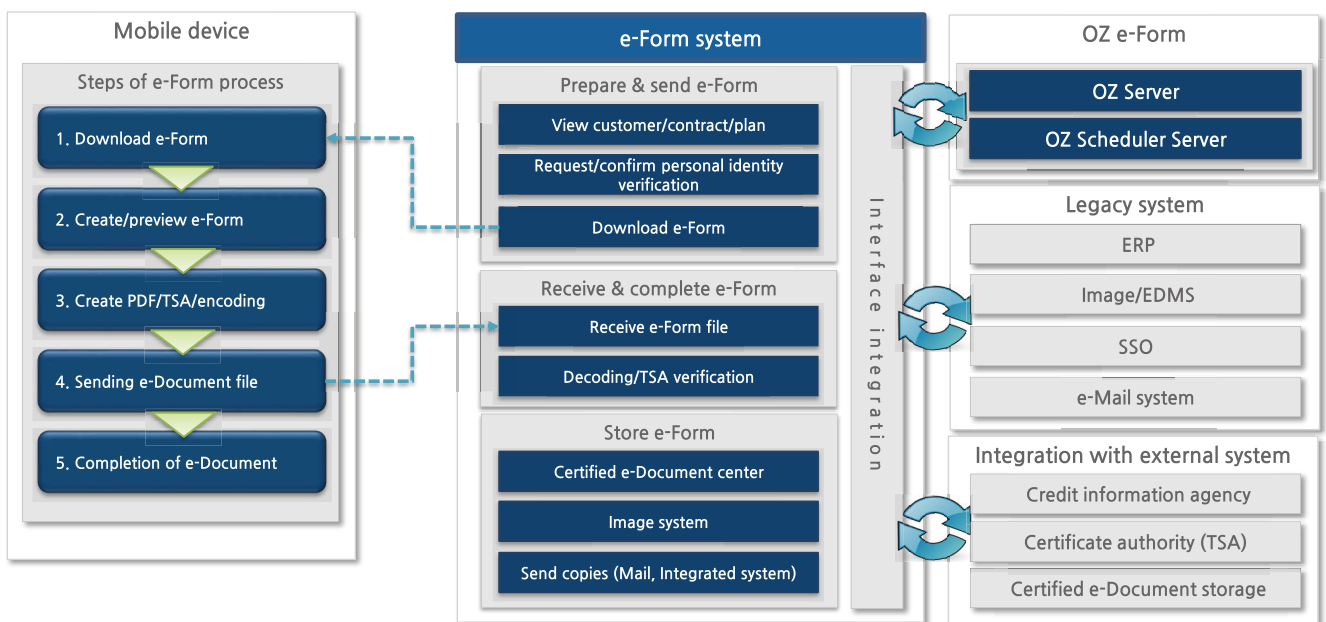 Mobile device
Steps of e-Form process
1. Download e-Form
2. Create/preview e-Form
3. Create PDF/TSA/encoding
4. Sending e-Document file
5. Completion of e-Document
e-Form system
Prepare & send e-Form
View customer/contract/plan
Request/confirm personal identity
verification
Download e-Form
Receive & complete e-Form
Receive e-Form file
Decoding/TSA verification
Store e-Form
Certified e-Document center
Image system
Send copies (Mail, Integrated system)
Interface integration
OZ e-Form
OZ Server
OZ Scheduler Server
Legacy system
ERP
Image/EDMS
SSO
e-Mail system
Integration with external system
Credit information agency
Certificate authority (TSA)
Certified e-Document storage